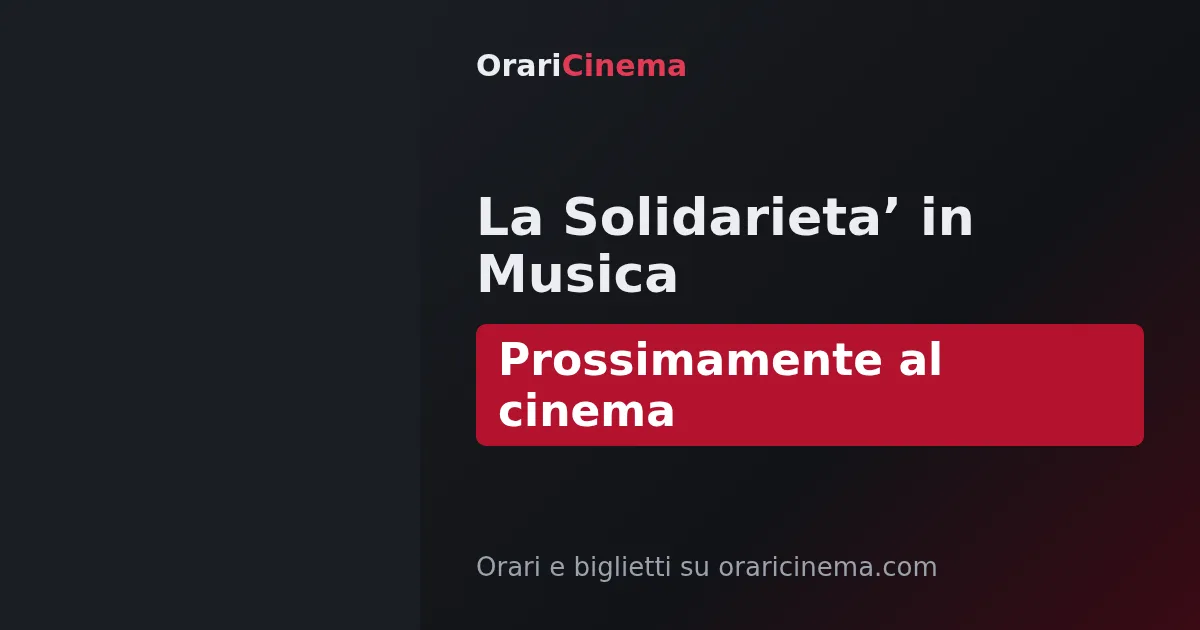 OrariCinema
La Solidarieta’ in
Musica
Prossimamente al
cinema
Orari e biglietti su oraricinema.com